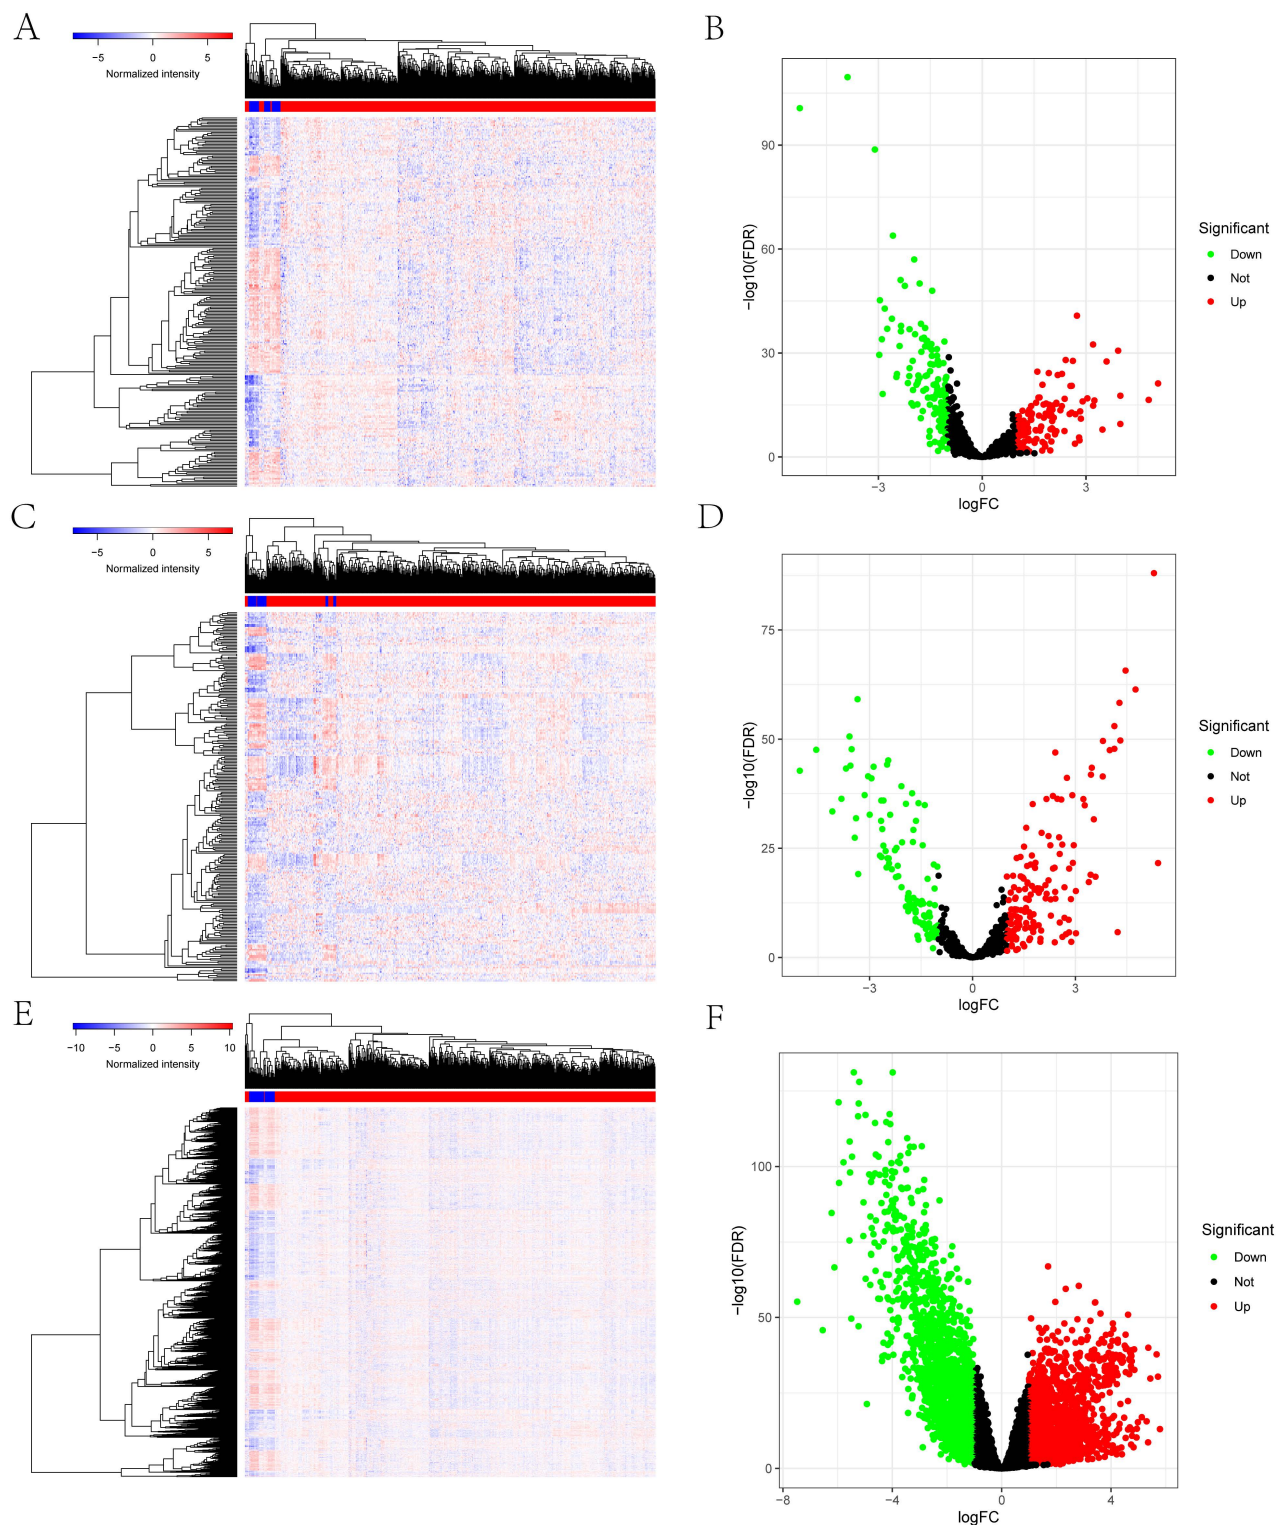 A
−5 0 5
Normalized intensity
B
90
60
30
0
−log10(FDR)
−3 0 3
logFC
Significant
Down
Not
Up
C
−5 0 5
Normalized intensity
D
75
50
25
0
−log10(FDR)
−3 0 3
logFC
Significant
Down
Not
Up
E
−10 −5 0 5 10
Normalized intensity
F
100
50
0
−log10(FDR)
−8 −4 0 4
logFC
Significant
Down
Not
Up